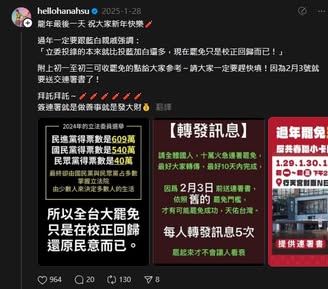 hellohanahsu 2025-1-28
龍年最後一天 祝大家新年快樂🧨
過年一定要跟藍白親戚強調：
「立委投綠的本來就比投藍加白還多，現在罷免只是校正回歸而已！」
附上初一至初三可收罷免的點給大家參考～請大家一定要趕快填！因為2月3號就
要送交連署書了！
拜託拜託～🧨🧨🧨🧨🧨🧨
簽連署就是做善事就是發大財💰 翻譯
2024年的立法委員選舉
民進黨得票數是609萬
國民黨得票數是540萬
民眾黨得票數是40萬
最終卻由國民黨與民眾黨占多數
掌握立法院
由少數人來決定多數人的生活
所以全台大罷免
只是在校正回歸
還原民意而已。
【轉發訊息】
請全體國人，十萬火急連署罷免，
最好大家轉傳，最好10天內完成，
因為 2月3日 前送連署書，
依照 舊的 罷免門檻，
才有可能罷免成功，天佑台灣。
每人轉發訊息5次
罷起來才不會讓人看衰
過年罷免
1.29.1.30.1
提供連署書
964
20
130
8